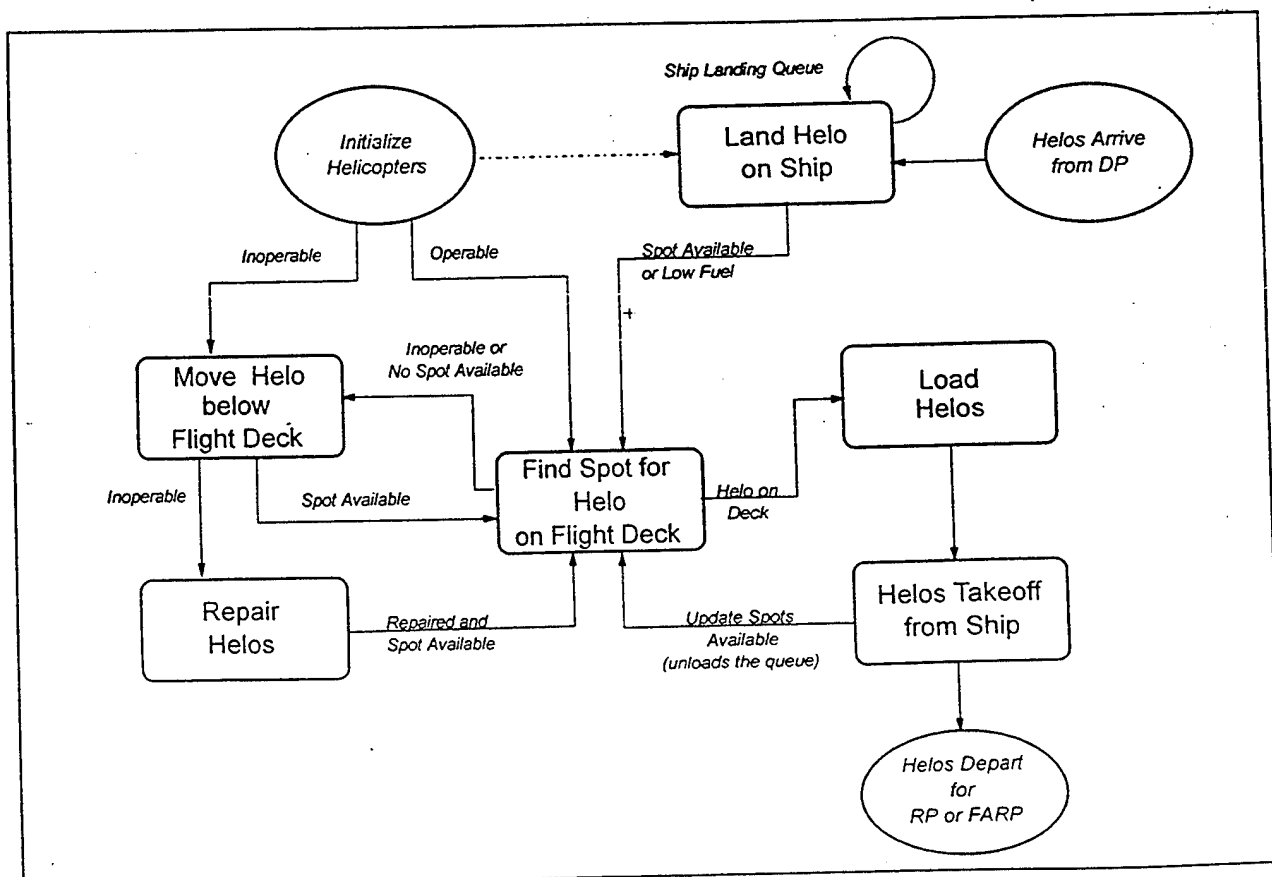 Ship Landing Queue
Initialize
Helicopters
Land Helo
on Ship
Helos Arrive
from DP
Inoperable
Operable
Spot Available
or Low Fuel
+
Inoperable or
No Spot Available
Move Helo
below
Flight Deck
Load
Helos
Find Spot for
Helo
on Flight Deck
Inoperable
Spot Available
Helo on
Deck
Repair
Helos
Repaired and
Spot Available
Update Spots
Available
(unloads the queue)
Helos Takeoff
from Ship
Helos Depart
for
RP or FARP